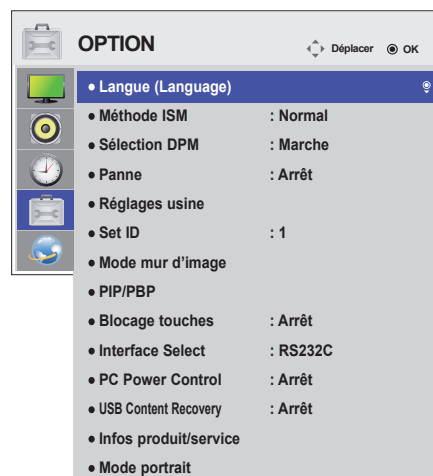 OPTION
Déplacer OK
• Langue (Language)
• Méthode ISM : Normal
• Sélection DPM : Marche
• Panne : Arrêt
• Réglages usine
• Set ID : 1
• Mode mur d’image
• PIP/PBP
• Blocage touches : Arrêt
• Interface Select : RS232C
• PC Power Control : Arrêt
• USB Content Recovery : Arrêt
• Infos produit/service
• Mode portrait